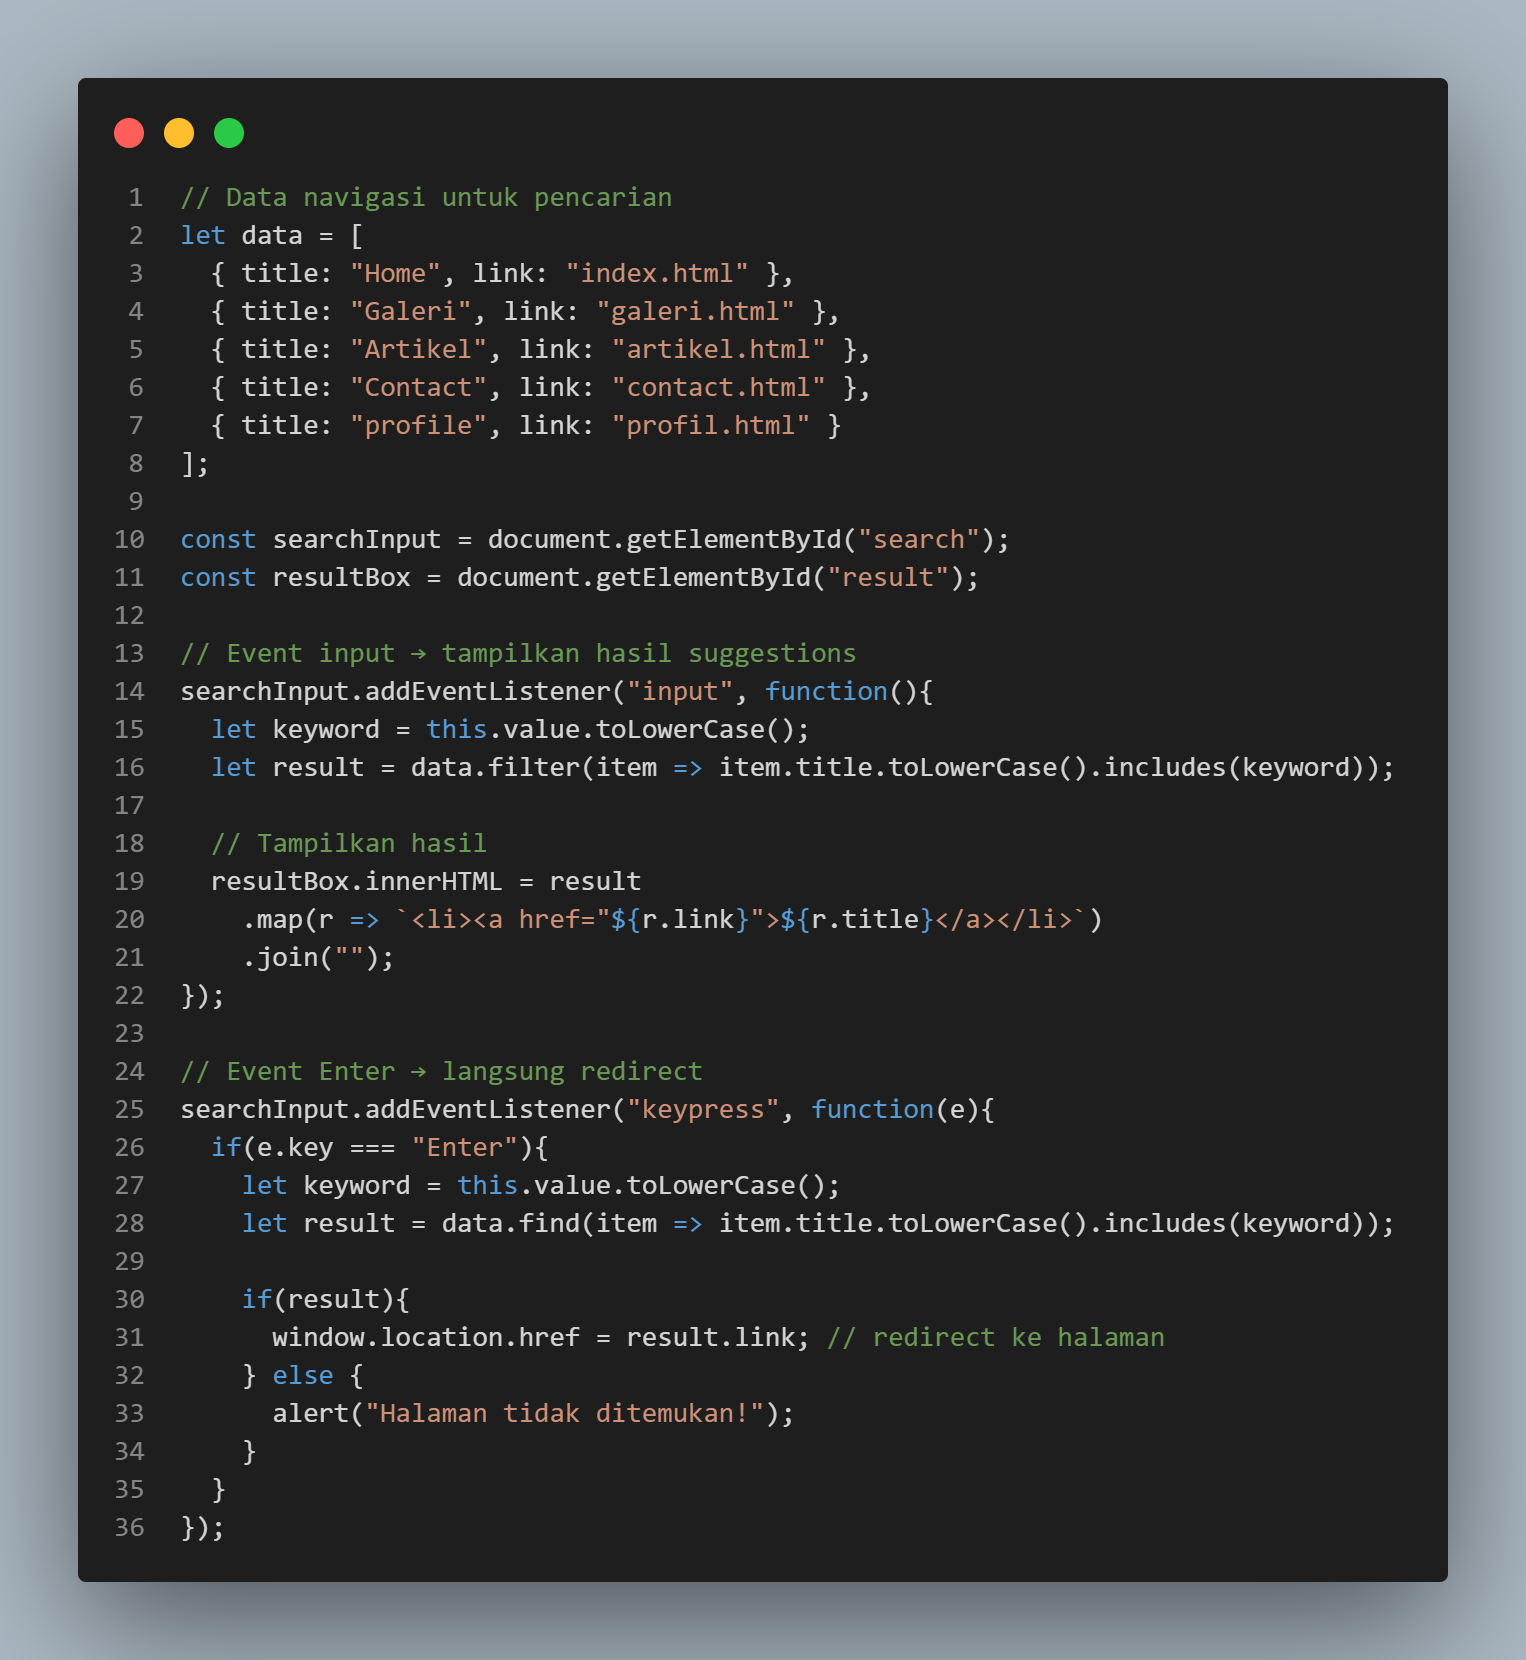 1 // Data navigasi untuk pencarian
2 let data = [
3   { title: "Home", link: "index.html" },
4   { title: "Galeri", link: "galeri.html" },
5   { title: "Artikel", link: "artikel.html" },
6   { title: "Contact", link: "contact.html" },
7   { title: "profile", link: "profil.html" }
8 ];
9
10 const searchInput = document.getElementById("search");
11 const resultBox = document.getElementById("result");
12
13 // Event input → tampilkan hasil suggestions
14 searchInput.addEventListener("input", function(){
15   let keyword = this.value.toLowerCase();
16   let result = data.filter(item => item.title.toLowerCase().includes(keyword));
17
18   // Tampilkan hasil
19   resultBox.innerHTML = result
20     .map(r => `<li><a href="${r.link}">${r.title}</a></li>`)
21     .join("");
22 });
23
24 // Event Enter → langsung redirect
25 searchInput.addEventListener("keypress", function(e){
26   if(e.key === "Enter"){
27     let keyword = this.value.toLowerCase();
28     let result = data.find(item => item.title.toLowerCase().includes(keyword));
29
30     if(result){
31       window.location.href = result.link; // redirect ke halaman
32     } else {
33       alert("Halaman tidak ditemukan!");
34     }
35   }
36 });